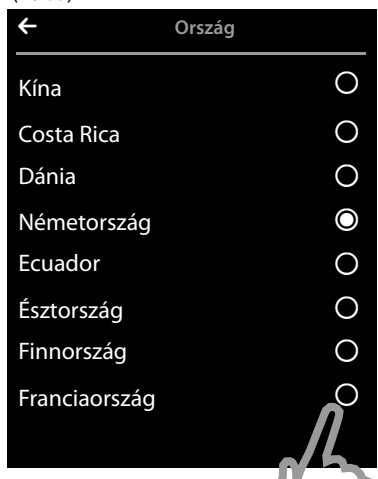 Ország
Kína
Costa Rica
Dánia
Németország
Ecuador
Észtország
Finnország
Franciaország